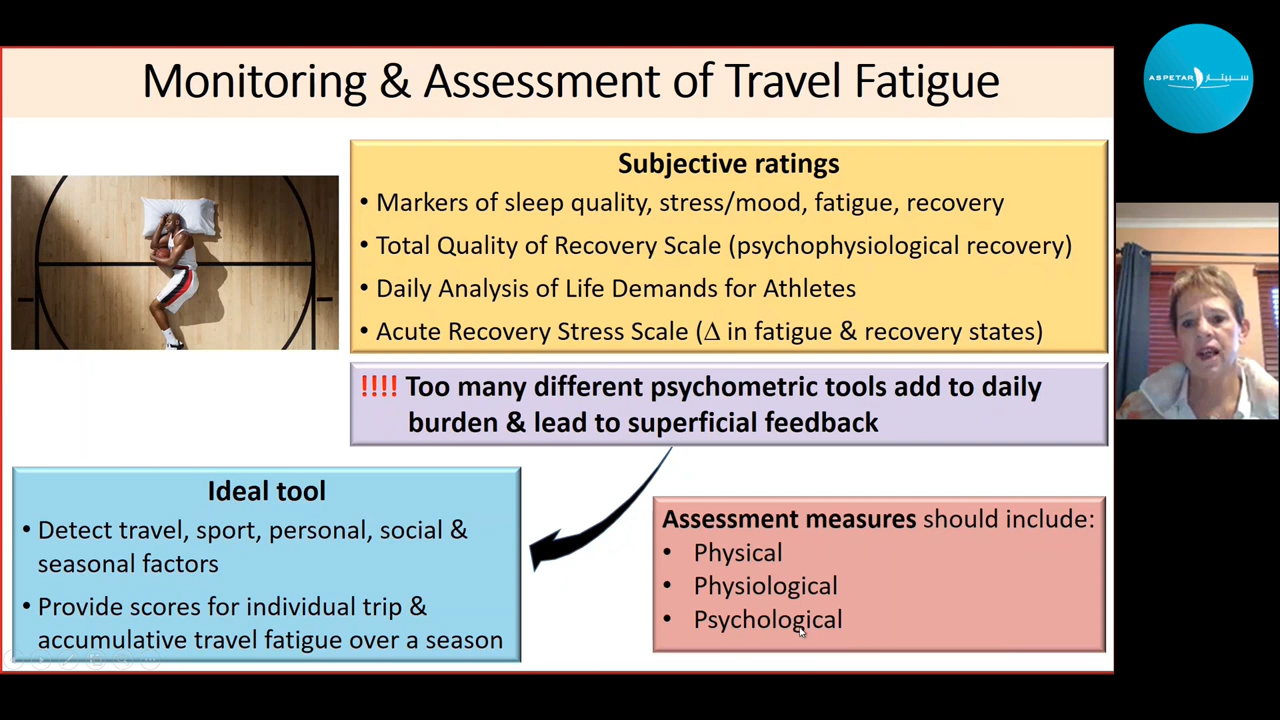 Monitoring & Assessment of Travel Fatigue
ASPETAR سبيتار
Subjective ratings
• Markers of sleep quality, stress/mood, fatigue, recovery
• Total Quality of Recovery Scale (psychophysiological recovery)
• Daily Analysis of Life Demands for Athletes
• Acute Recovery Stress Scale (Δ in fatigue & recovery states)
!!!! Too many different psychometric tools add to daily
burden & lead to superficial feedback
Ideal tool
• Detect travel, sport, personal, social &
seasonal factors
• Provide scores for individual trip &
accumulative travel fatigue over a season
Assessment measures should include:
• Physical
• Physiological
• Psychological